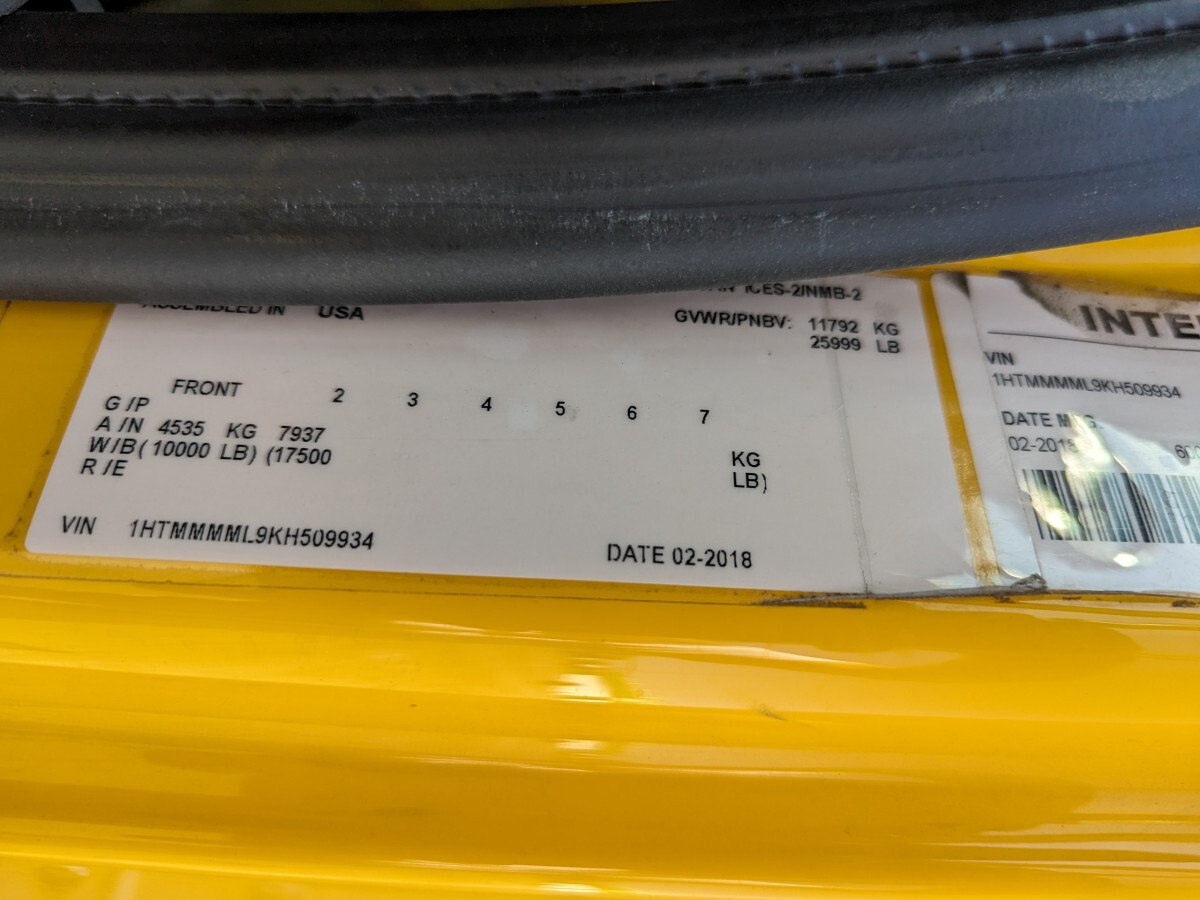 ASSEMBLED IN USA
ICES-2/NMB-2
GVWR/PNBV: 11792 KG
25999 LB
FRONT 2 3 4 5 6 7
G/P
A/N 4535 KG 7937 KG
W/B (10000 LB) (17500 LB)
R/E
VIN 1HTMMMML9KH509934
DATE 02-2018
INTE
VIN
1HTMMMML9KH509934
DATE MFG.
02-2018 600